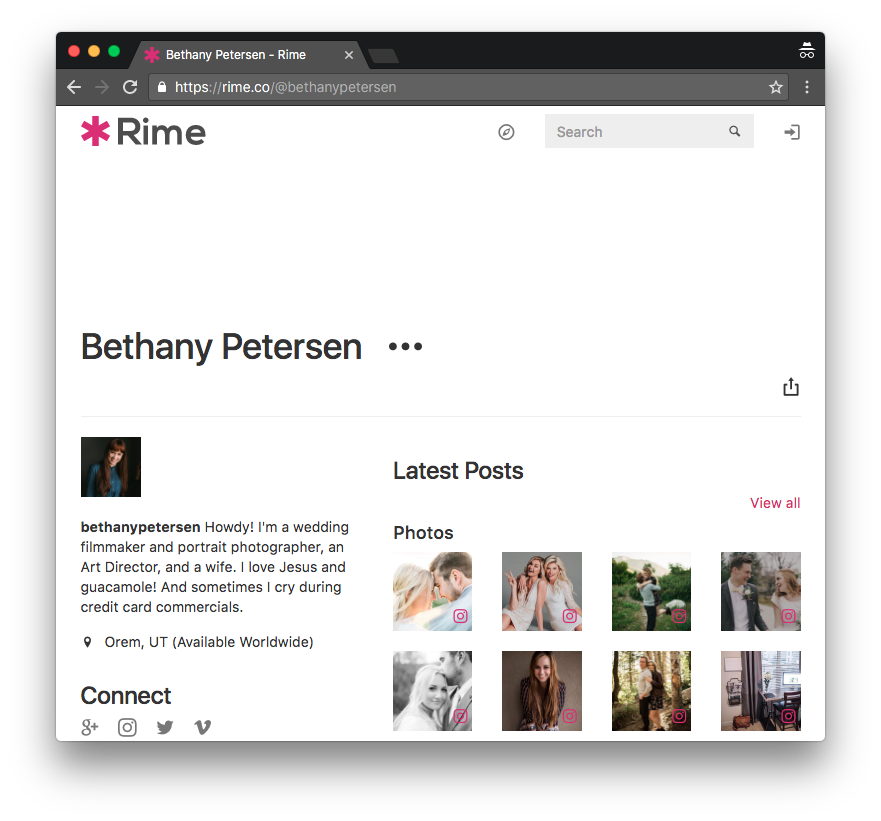 Bethany Petersen - Rime
https://rime.co/@bethanypetersen
Rime
Search
Bethany Petersen
bethanypetersen Howdy! I'm a wedding
filmmaker and portrait photographer, an
Art Director, and a wife. I love Jesus and
guacamole! And sometimes I cry during
credit card commercials.
Orem, UT (Available Worldwide)
Connect
Latest Posts
View all
Photos